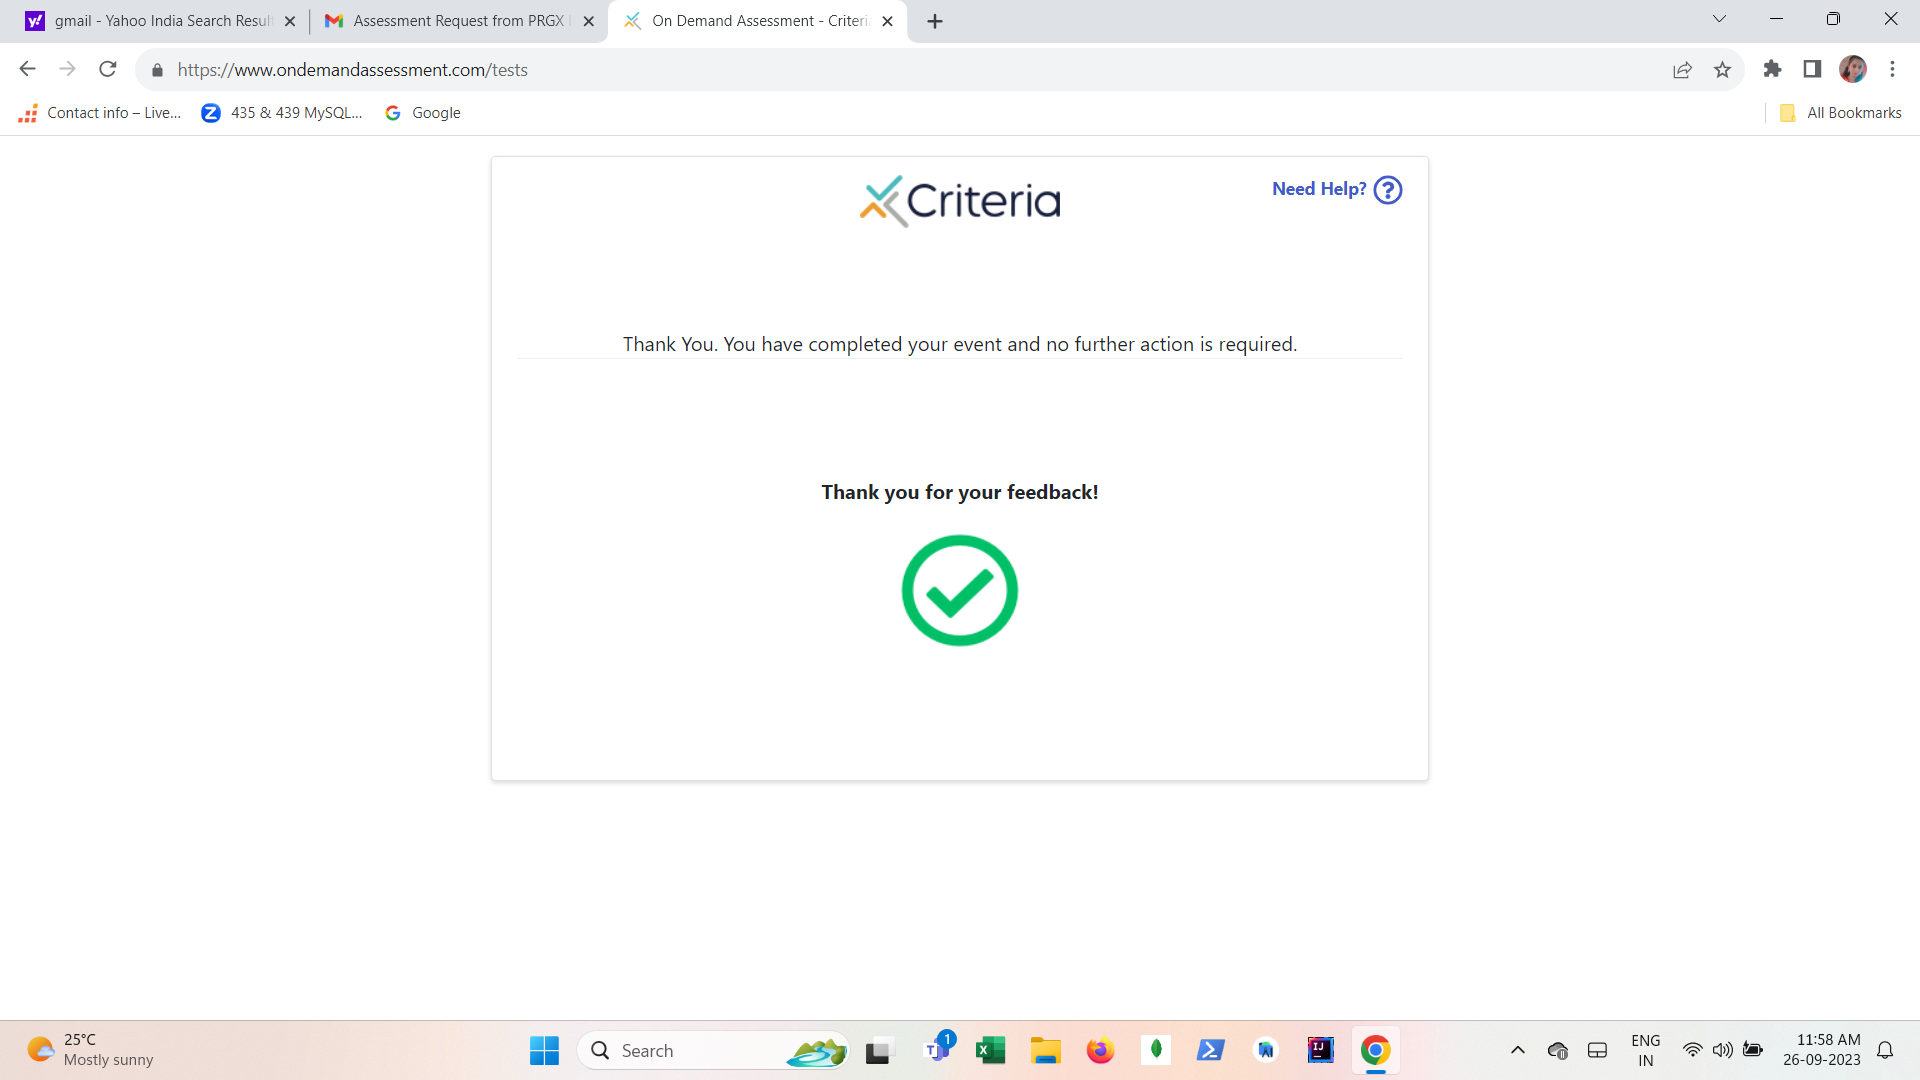 gmail - Yahoo India Search Result
Assessment Request from PRGX
On Demand Assessment - Criteria
https://www.ondemandassessment.com/tests
Contact info – Live...
435 & 439 MySQL...
Google
All Bookmarks
Criteria
Need Help?
Thank You. You have completed your event and no further action is required.
Thank you for your feedback!
25°C
Mostly sunny
Search
1
ENG
IN
11:58 AM
26-09-2023